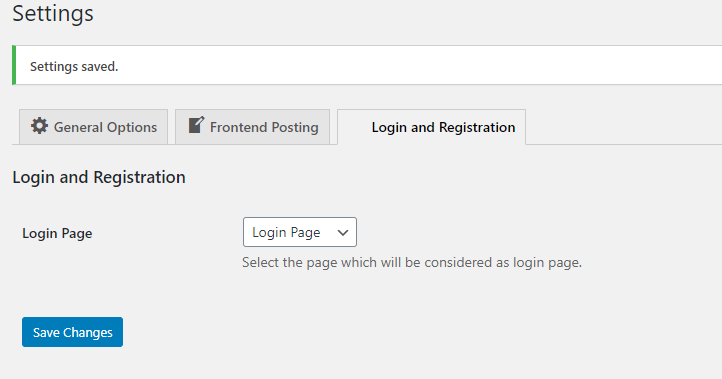 Settings
Settings saved.
General Options
Frontend Posting
Login and Registration
Login and Registration
Login Page
Login Page
Select the page which will be considered as login page.
Save Changes